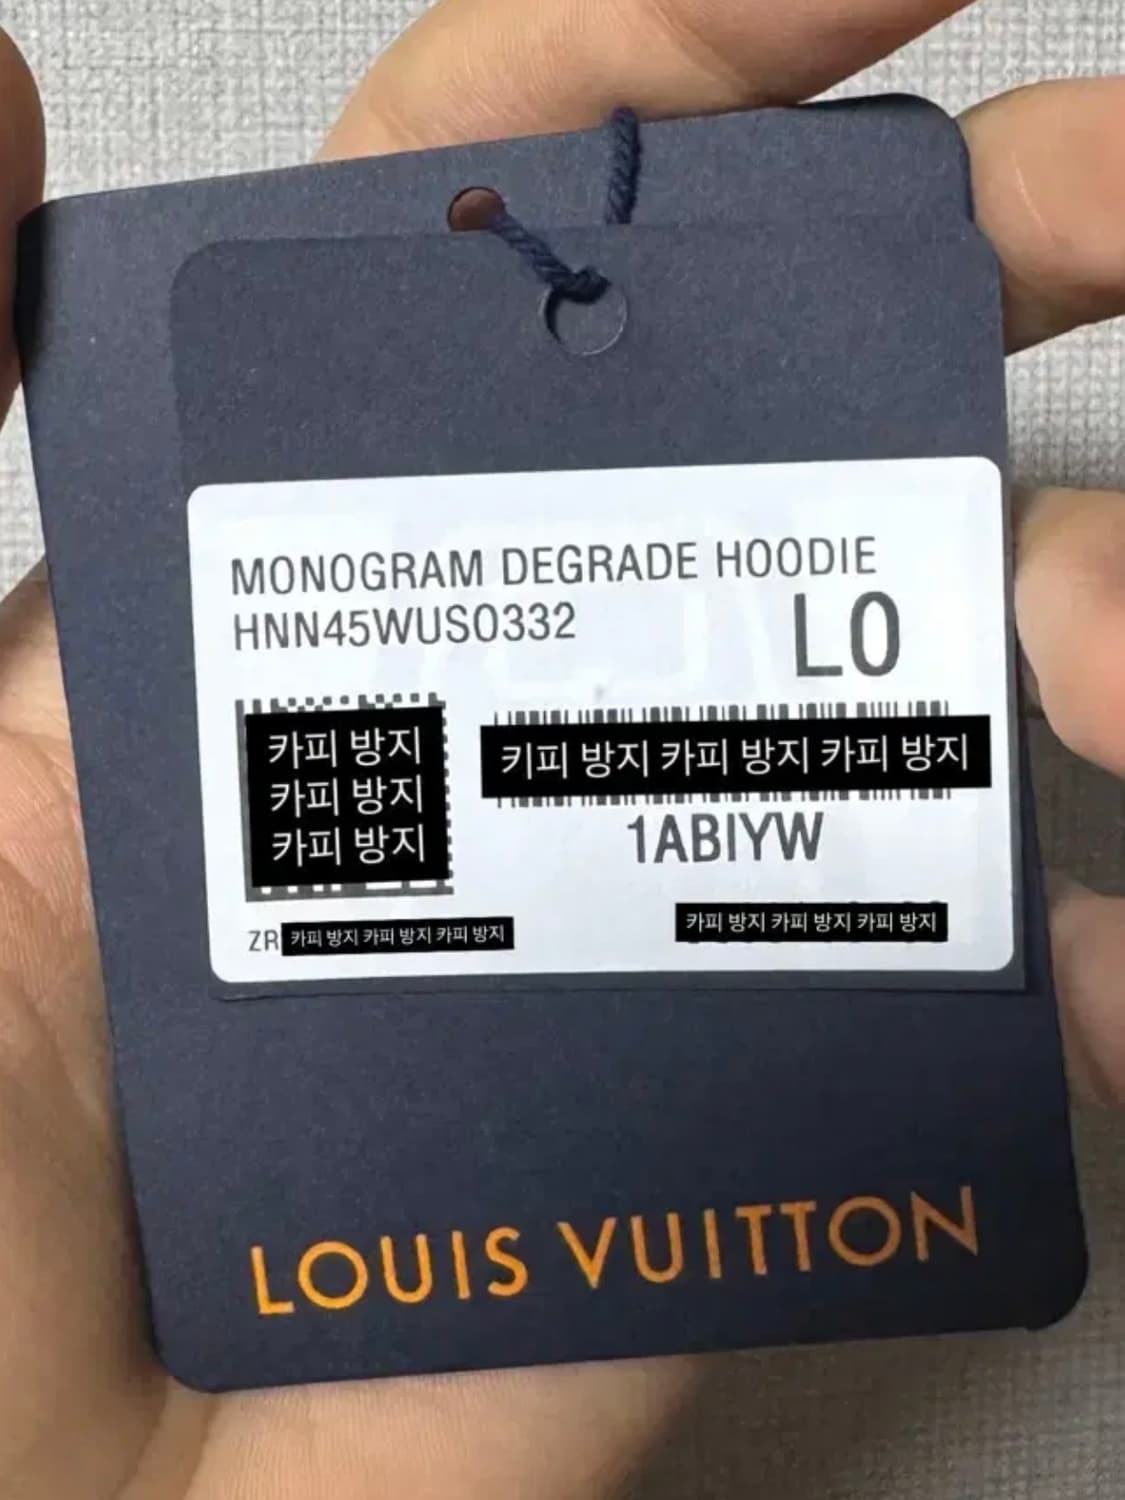 MONOGRAM DEGRADE HOODIE
HNN45WUSO332
L0
카피 방지
카피 방지
카피 방지
키피 방지 카피 방지 카피 방지
1ABIYW
ZR 카피 방지 카피 방지 카피 방지
카피 방지 카피 방지 카피 방지
LOUIS VUITTON